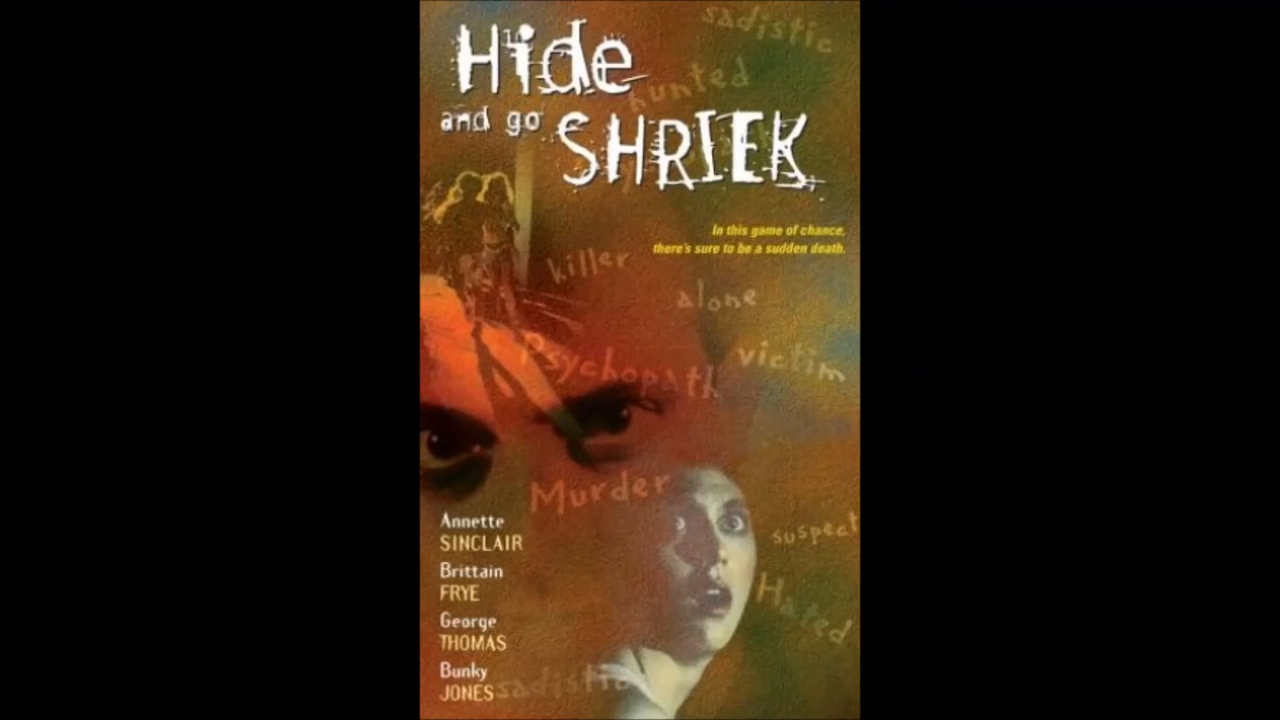 sadistic
Hide
hunted
and go SHRIEK
In this game of chance,
there's sure to be a sudden death.
killer
alone
Psychopath
victim
Murder
Annette
SINCLAIR
suspect
Brittain
FRYE
Hated
George
THOMAS
Bunky
JONES
sadistic